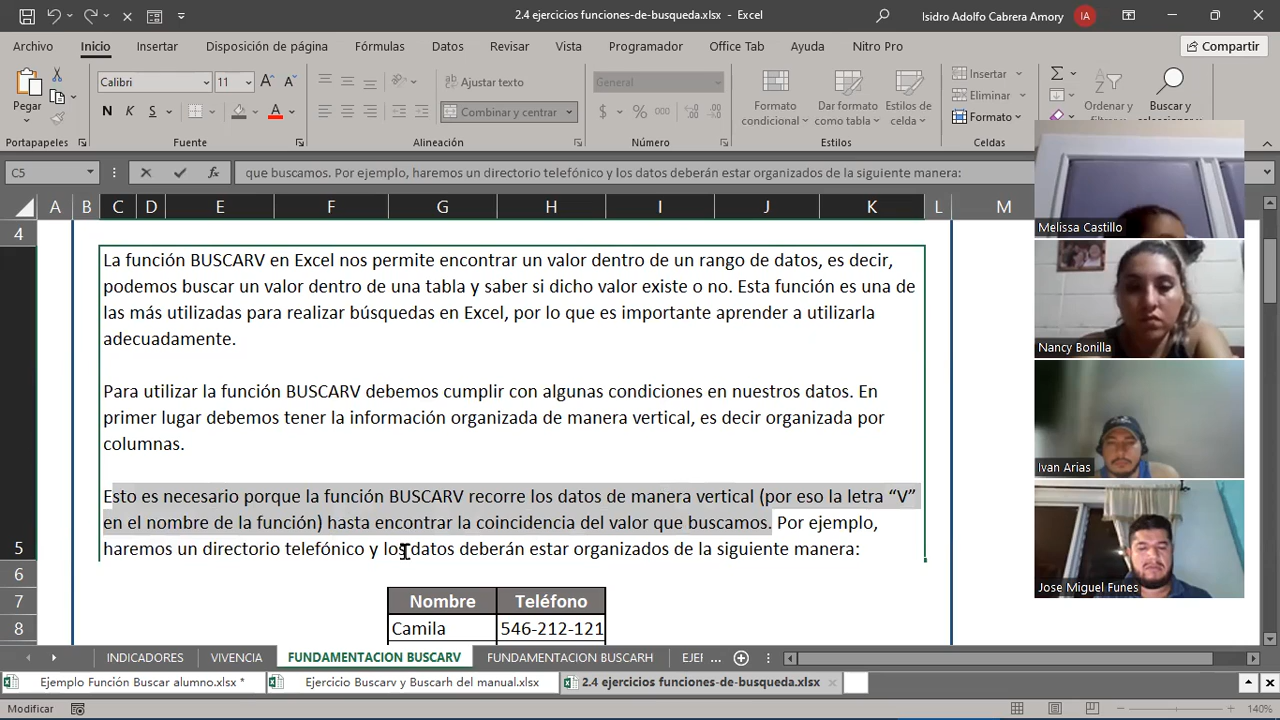 2.4 ejercicios funciones-de-busqueda.xlsx - Excel
Isidro Adolfo Cabrera Amory
IA
Archivo
Inicio
Insertar
Disposición de página
Fórmulas
Datos
Revisar
Vista
Programador
Office Tab
Ayuda
Nitro Pro
Compartir
Pegar
Calibri
11
N
K
S
Ajustar texto
Combinar y centrar
General
$ % 000
Formato condicional
Dar formato como tabla
Estilos de celda
Insertar
Eliminar
Formato
Ordenar y
Buscar y
Portapapeles
Fuente
Alineación
Número
Estilos
Celdas
C5
que buscamos. Por ejemplo, haremos un directorio telefónico y los datos deberán estar organizados de la siguiente manera:
A B C D E F G H I J K L M
4
La función BUSCARV en Excel nos permite encontrar un valor dentro de un rango de datos, es decir,
podemos buscar un valor dentro de una tabla y saber si dicho valor existe o no. Esta función es una de
las más utilizadas para realizar búsquedas en Excel, por lo que es importante aprender a utilizarla
adecuadamente.
Para utilizar la función BUSCARV debemos cumplir con algunas condiciones en nuestros datos. En
primer lugar debemos tener la información organizada de manera vertical, es decir organizada por
columnas.
Esto es necesario porque la función BUSCARV recorre los datos de manera vertical (por eso la letra “V”
en el nombre de la función) hasta encontrar la coincidencia del valor que buscamos. Por ejemplo,
5 haremos un directorio telefónico y los datos deberán estar organizados de la siguiente manera:
6
7 Nombre Teléfono
8 Camila 546-212-121
Melissa Castillo
Nancy Bonilla
Ivan Arias
Jose Miguel Funes
INDICADORES
VIVENCIA
FUNDAMENTACION BUSCARV
FUNDAMENTACION BUSCARH
EJEF ...
Ejemplo Función Buscar alumno.xlsx *
Ejercicio Buscarv y Buscarh del manual.xlsx
2.4 ejercicios funciones-de-busqueda.xlsx
Modificar
140%